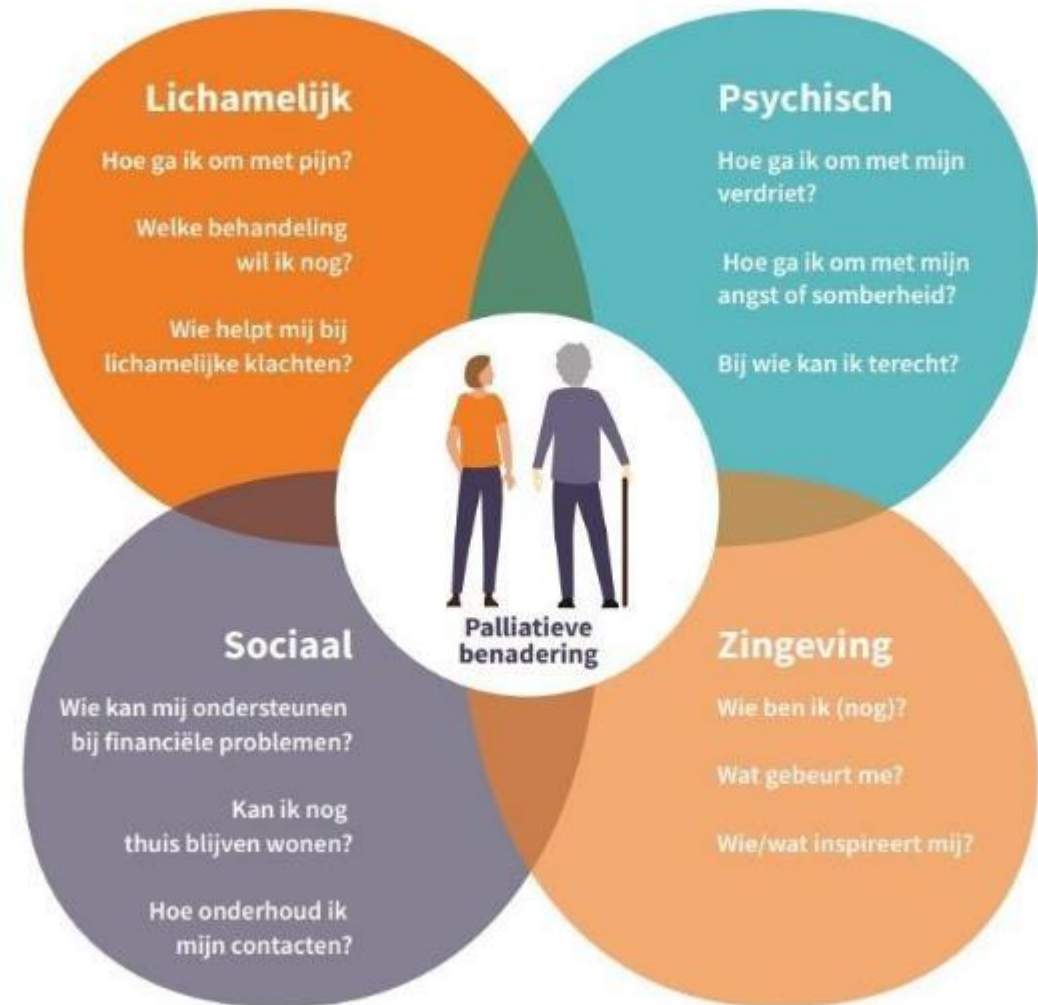 Lichamelijk
Hoe ga ik om met pijn?
Welke behandeling
wil ik nog?
Wie helpt mij bij
lichamelijke klachten?
Psychisch
Hoe ga ik om met mijn
verdriet?
Hoe ga ik om met mijn
angst of somberheid?
Bij wie kan ik terecht?
Palliatieve
benadering
Sociaal
Wie kan mij ondersteunen
bij financiële problemen?
Kan ik nog
thuis blijven wonen?
Hoe onderhoud ik
mijn contacten?
Zingeving
Wie ben ik (nog)?
Wat gebeurt me?
Wie/wat inspireert mij?